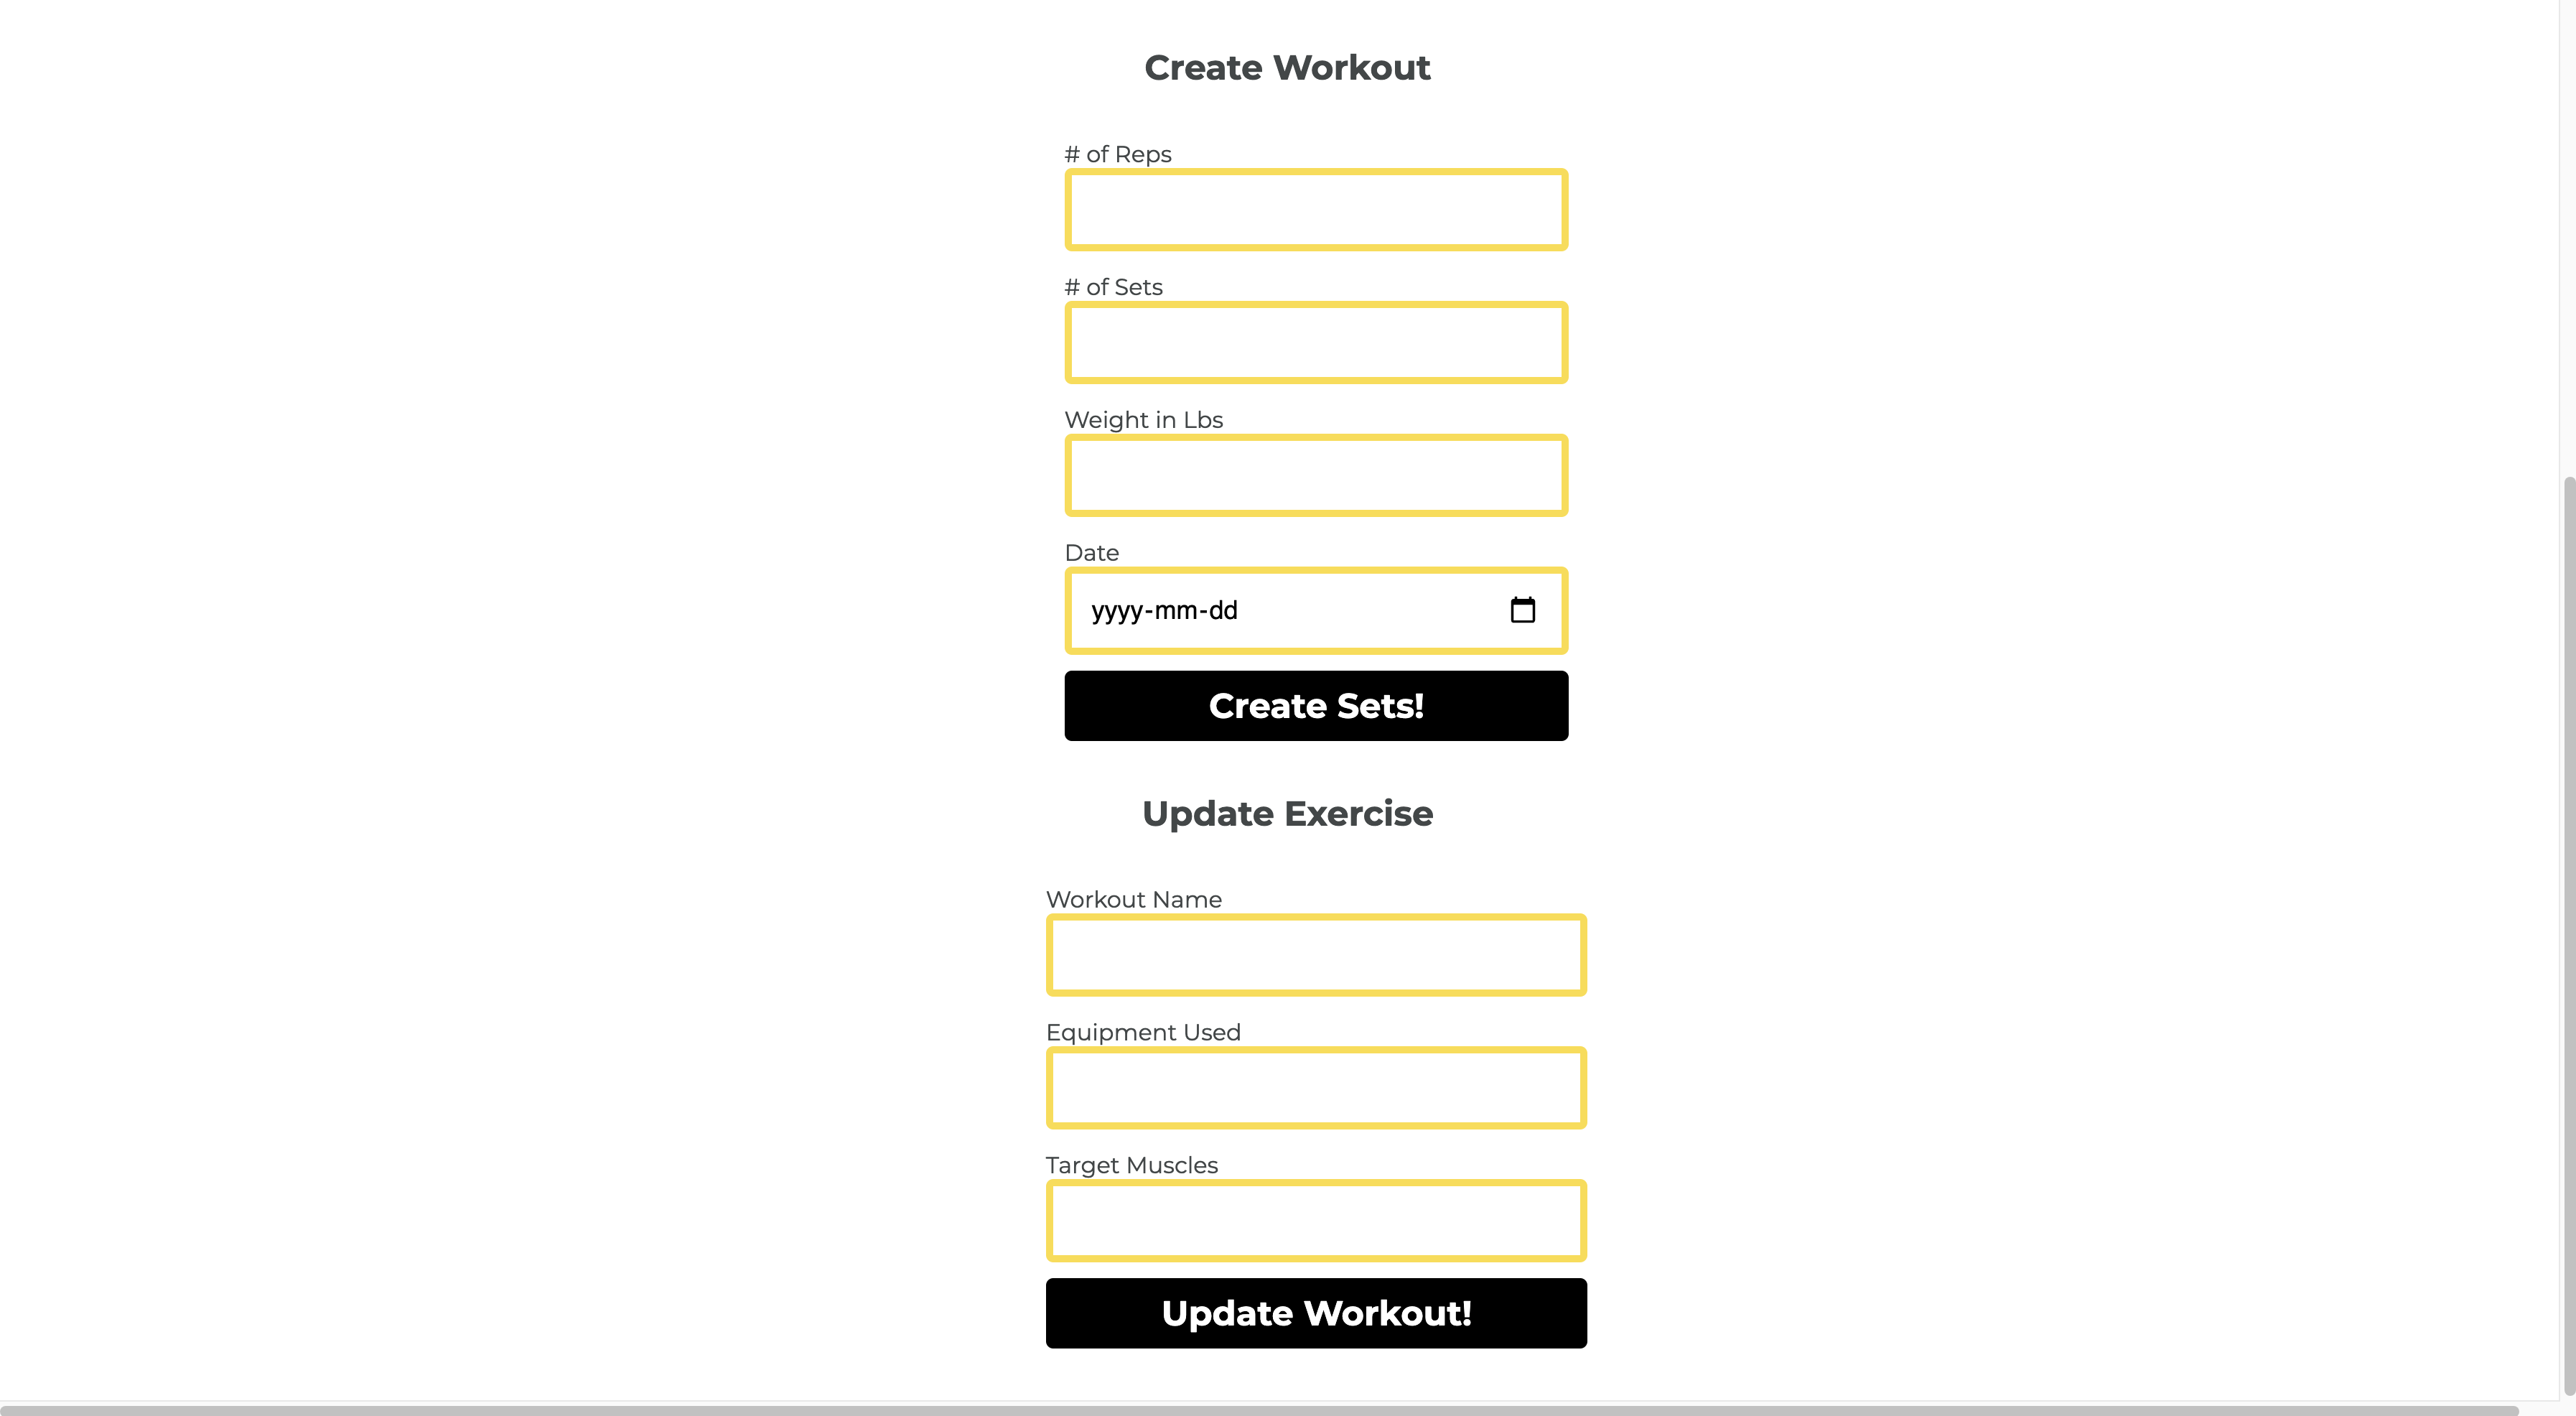 Create Workout
# of Reps
# of Sets
Weight in Lbs
Date
yyyy-mm-dd
Create Sets!
Update Exercise
Workout Name
Equipment Used
Target Muscles
Update Workout!